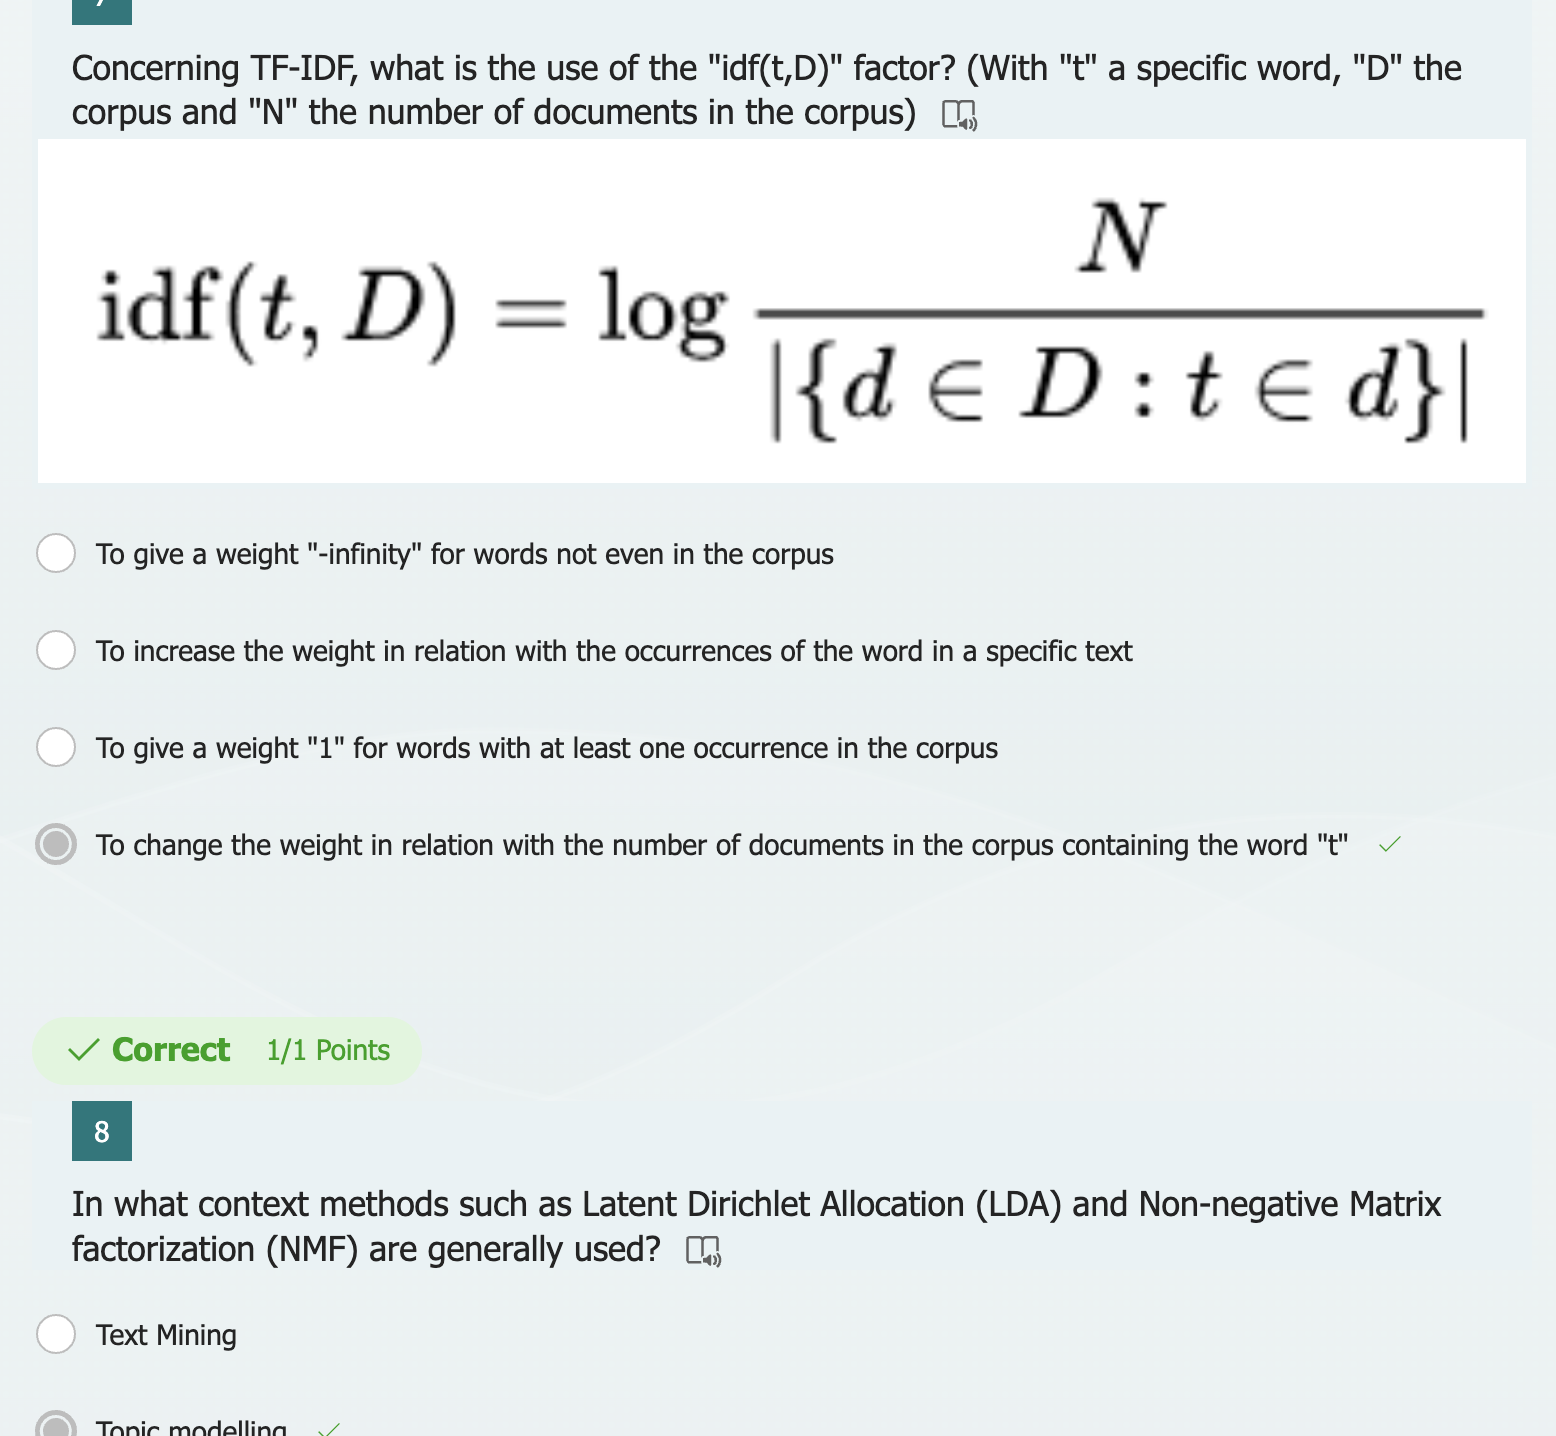 Concerning TF-IDF, what is the use of the "idf(t,D)" factor? (With "t" a specific word, "D" the
corpus and "N" the number of documents in the corpus)
idf(t, D) = log N / |{d ∈ D : t ∈ d}|
To give a weight "-infinity" for words not even in the corpus
To increase the weight in relation with the occurrences of the word in a specific text
To give a weight "1" for words with at least one occurrence in the corpus
To change the weight in relation with the number of documents in the corpus containing the word "t"
Correct 1/1 Points
8
In what context methods such as Latent Dirichlet Allocation (LDA) and Non-negative Matrix
factorization (NMF) are generally used?
Text Mining
Topic modelling